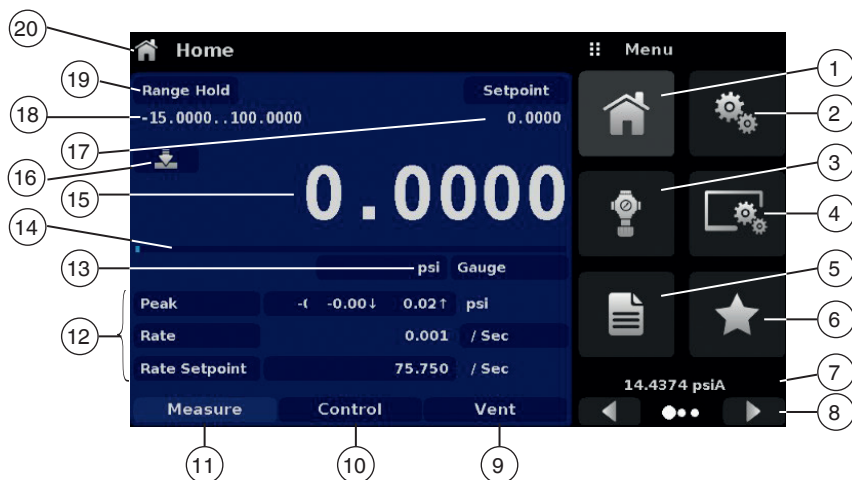 20
Home
Menu
19
Range Hold
Setpoint
1
18
-15.0000..100.0000
0.0000
17
2
16
15
0.0000
3
14
4
13
psi Gauge
5
12
Peak -0.00↓ 0.02↑ psi
6
Rate 0.001 / Sec
Rate Setpoint 75.750 / Sec
14.4374 psiA
7
Measure Control Vent
8
11
10
9